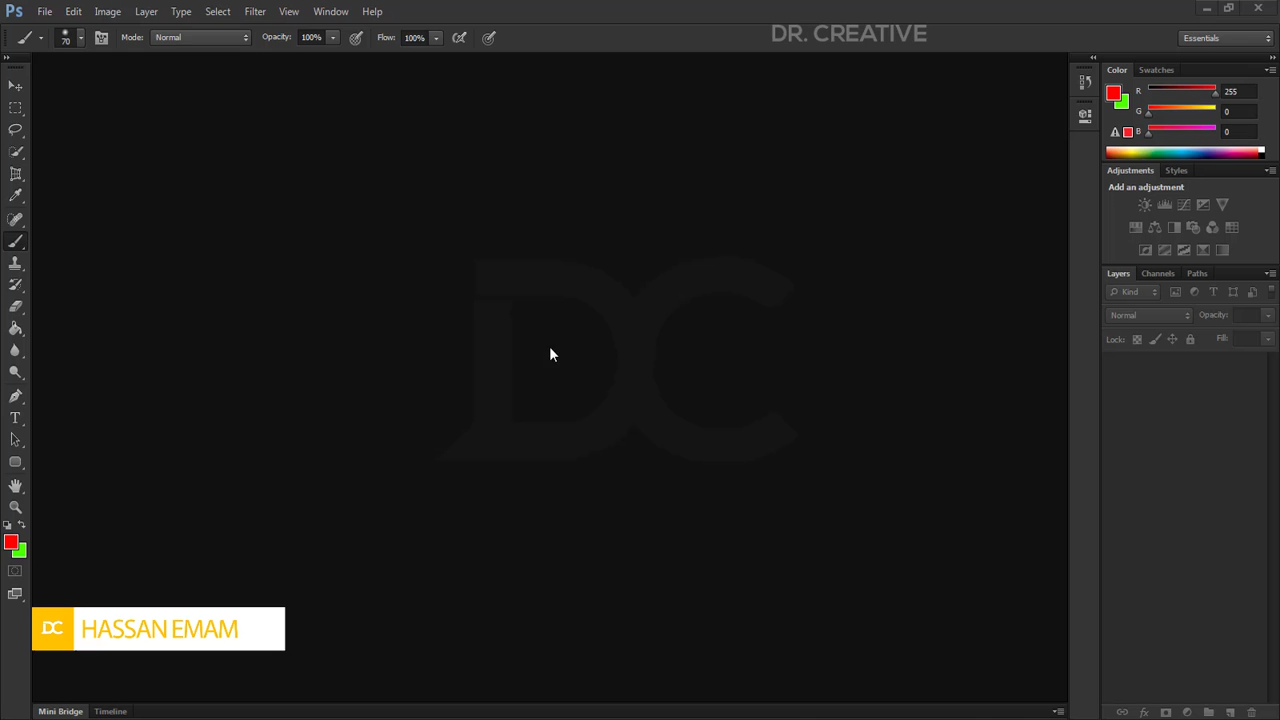 Ps File Edit Image Layer Type Select Filter View Window Help
70 Mode: Normal Opacity: 100% Flow: 100% DR. CREATIVE Essentials
Color Swatches
R 255
G 0
B 0
Adjustments Styles
Add an adjustment
Layers Channels Paths
Kind
Normal Opacity:
Lock: Fill:
DC
DC HASSAN EMAM
Mini Bridge Timeline